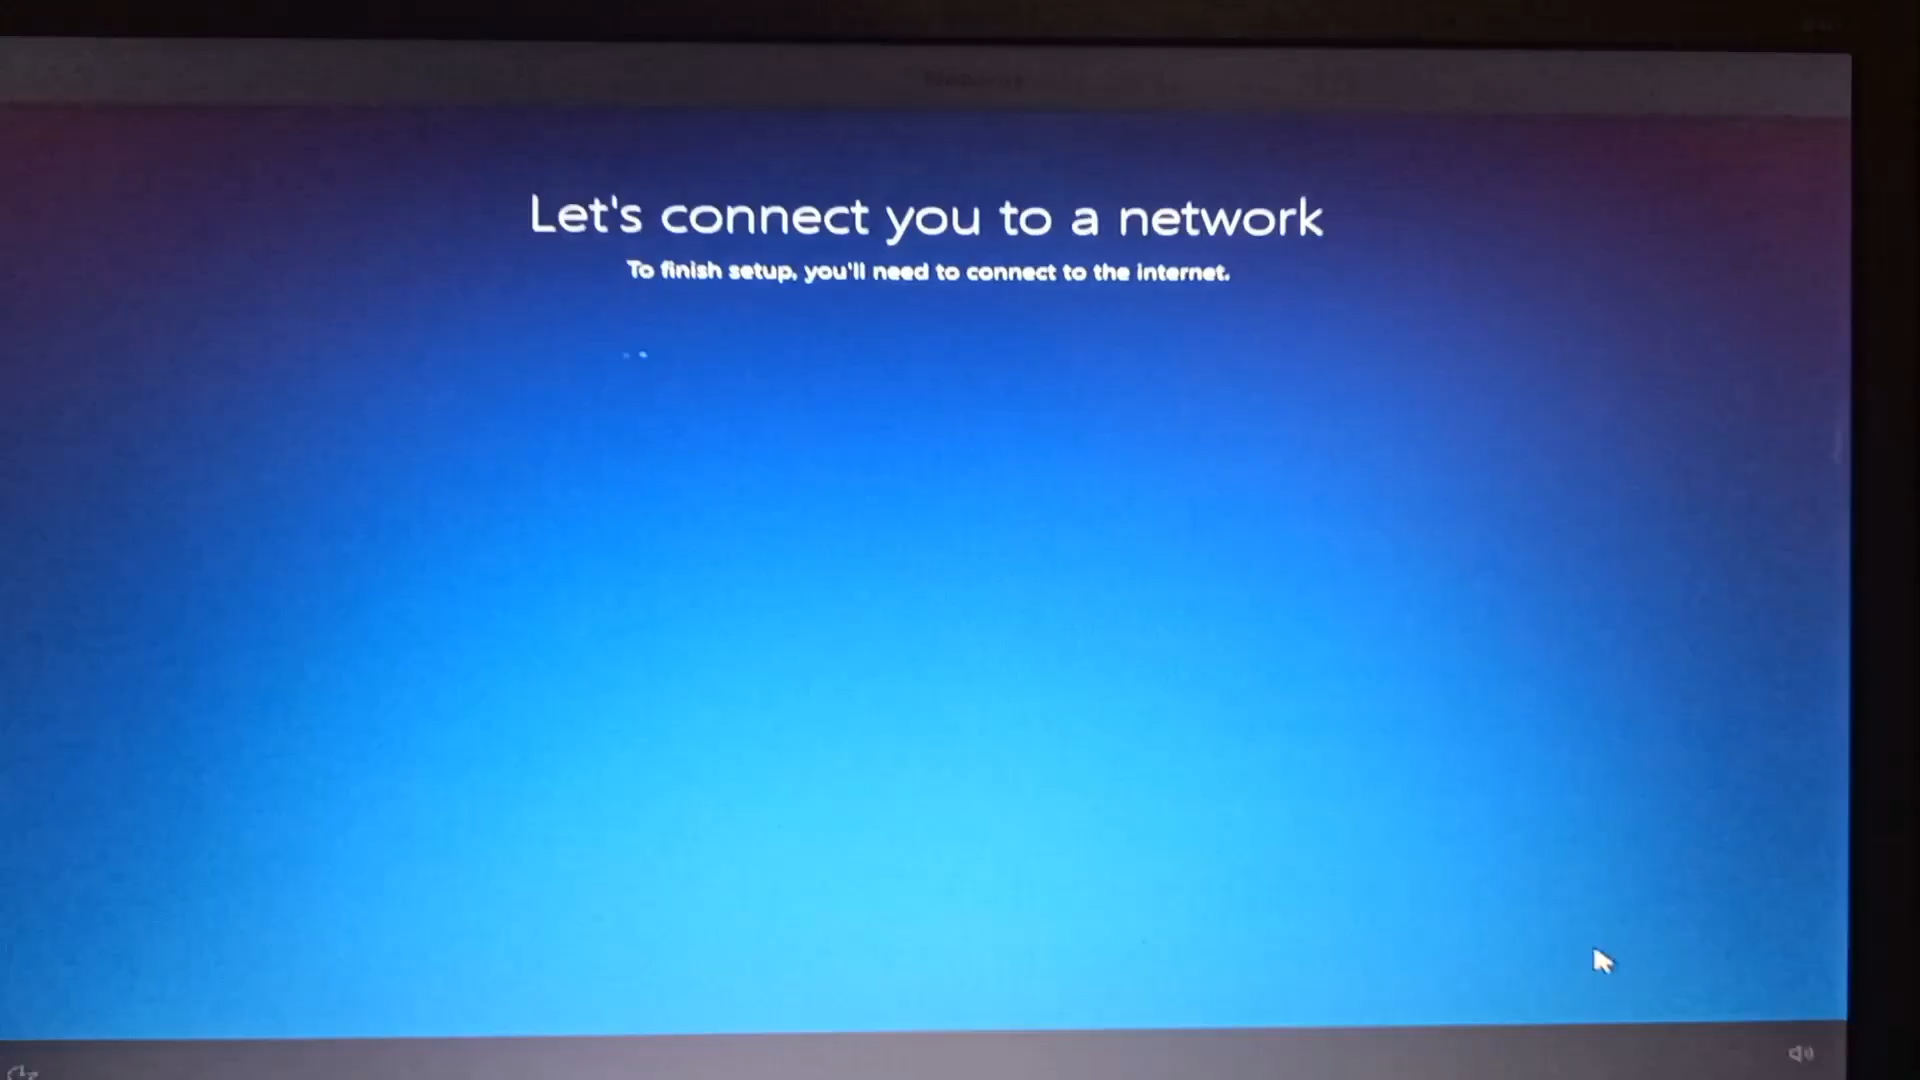 Let's connect you to a network
To finish setup, you'll need to connect to the internet.